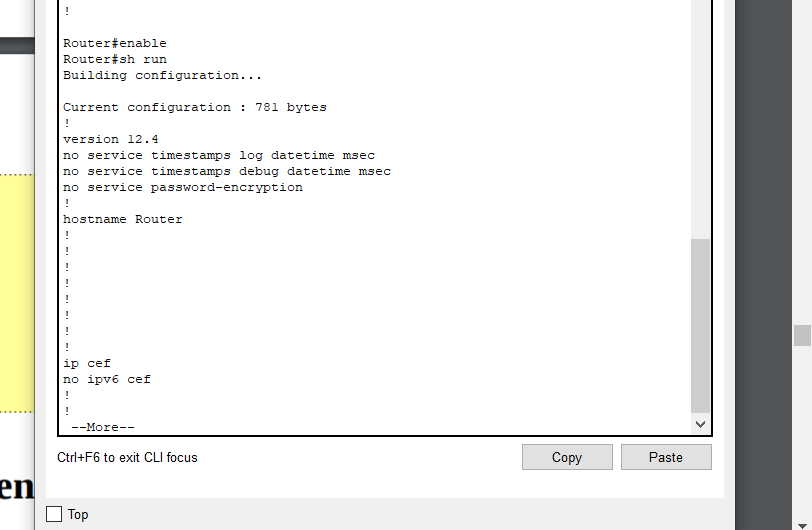 !
Router#enable
Router#sh run
Building configuration...
Current configuration : 781 bytes
!
version 12.4
no service timestamps log datetime msec
no service timestamps debug datetime msec
no service password-encryption
!
hostname Router
!
!
!
!
!
!
!
!
ip cef
no ipv6 cef
!
!
--More--
Ctrl+F6 to exit CLI focus
Copy
Paste
en
Top